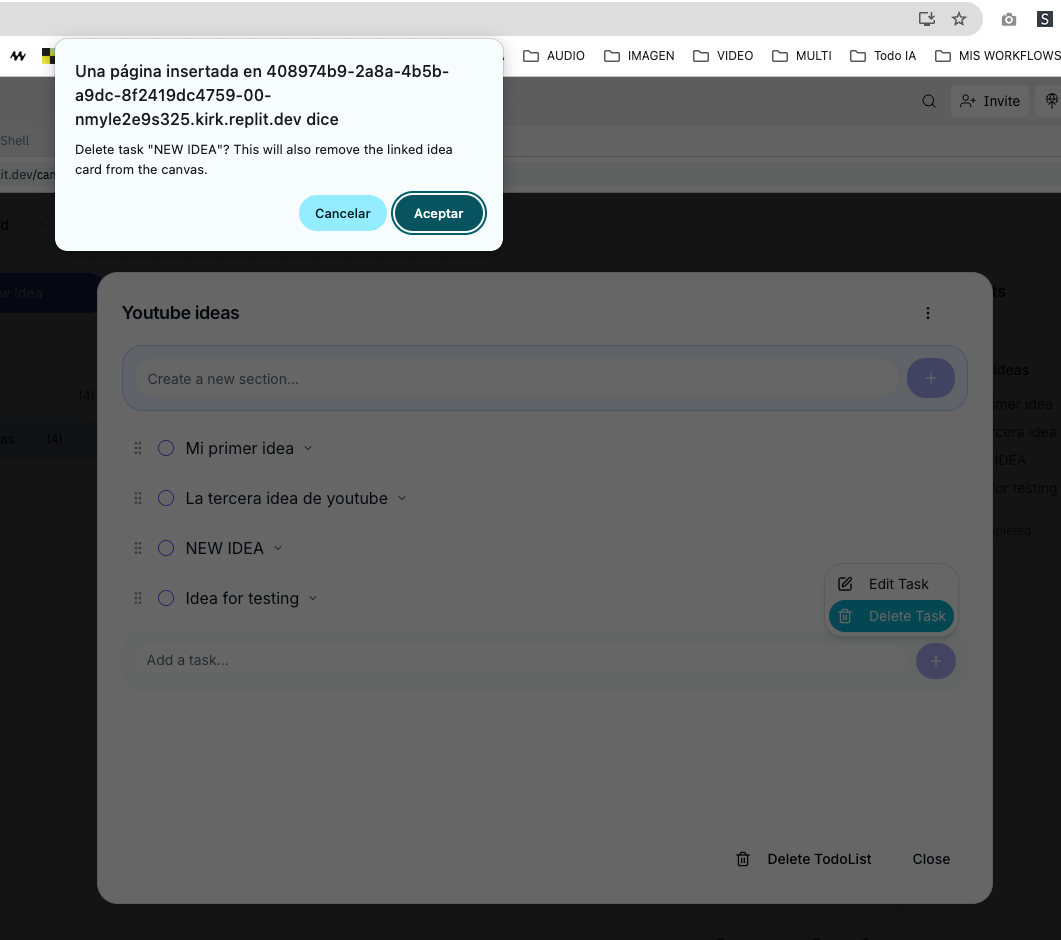 AUDIO
IMAGEN
VIDEO
MULTI
Todo IA
MIS WORKFLOWS
Una página insertada en 408974b9-2a8a-4b5b-
a9dc-8f2419dc4759-00-
nmyle2e9s325.kirk.replit.dev dice
Delete task "NEW IDEA"? This will also remove the linked idea
card from the canvas.
Cancelar
Aceptar
Invite
Shell
it.dev/can
w Idea
Youtube ideas
Create a new section...
+
(4)
as (4)
Mi primer idea
La tercera idea de youtube
NEW IDEA
Idea for testing
Edit Task
Delete Task
Add a task...
+
ts
ideas
imer idea
rcera idea
IDEA
for testing
pleted
Delete TodoList
Close